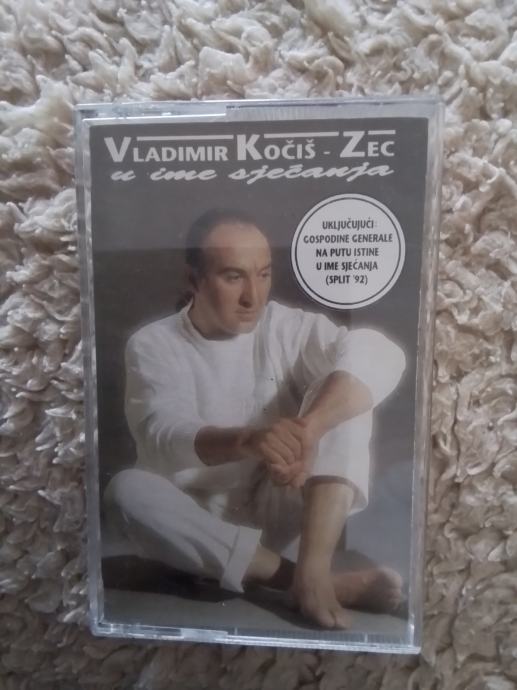 VLADIMIR KOČIŠ - ZEC
u ime sjećanja
UKLJUČUJUĆI:
GOSPODINE GENERALE
NA PUTU ISTINE
U IME SJEĆANJA
(SPLIT '92)